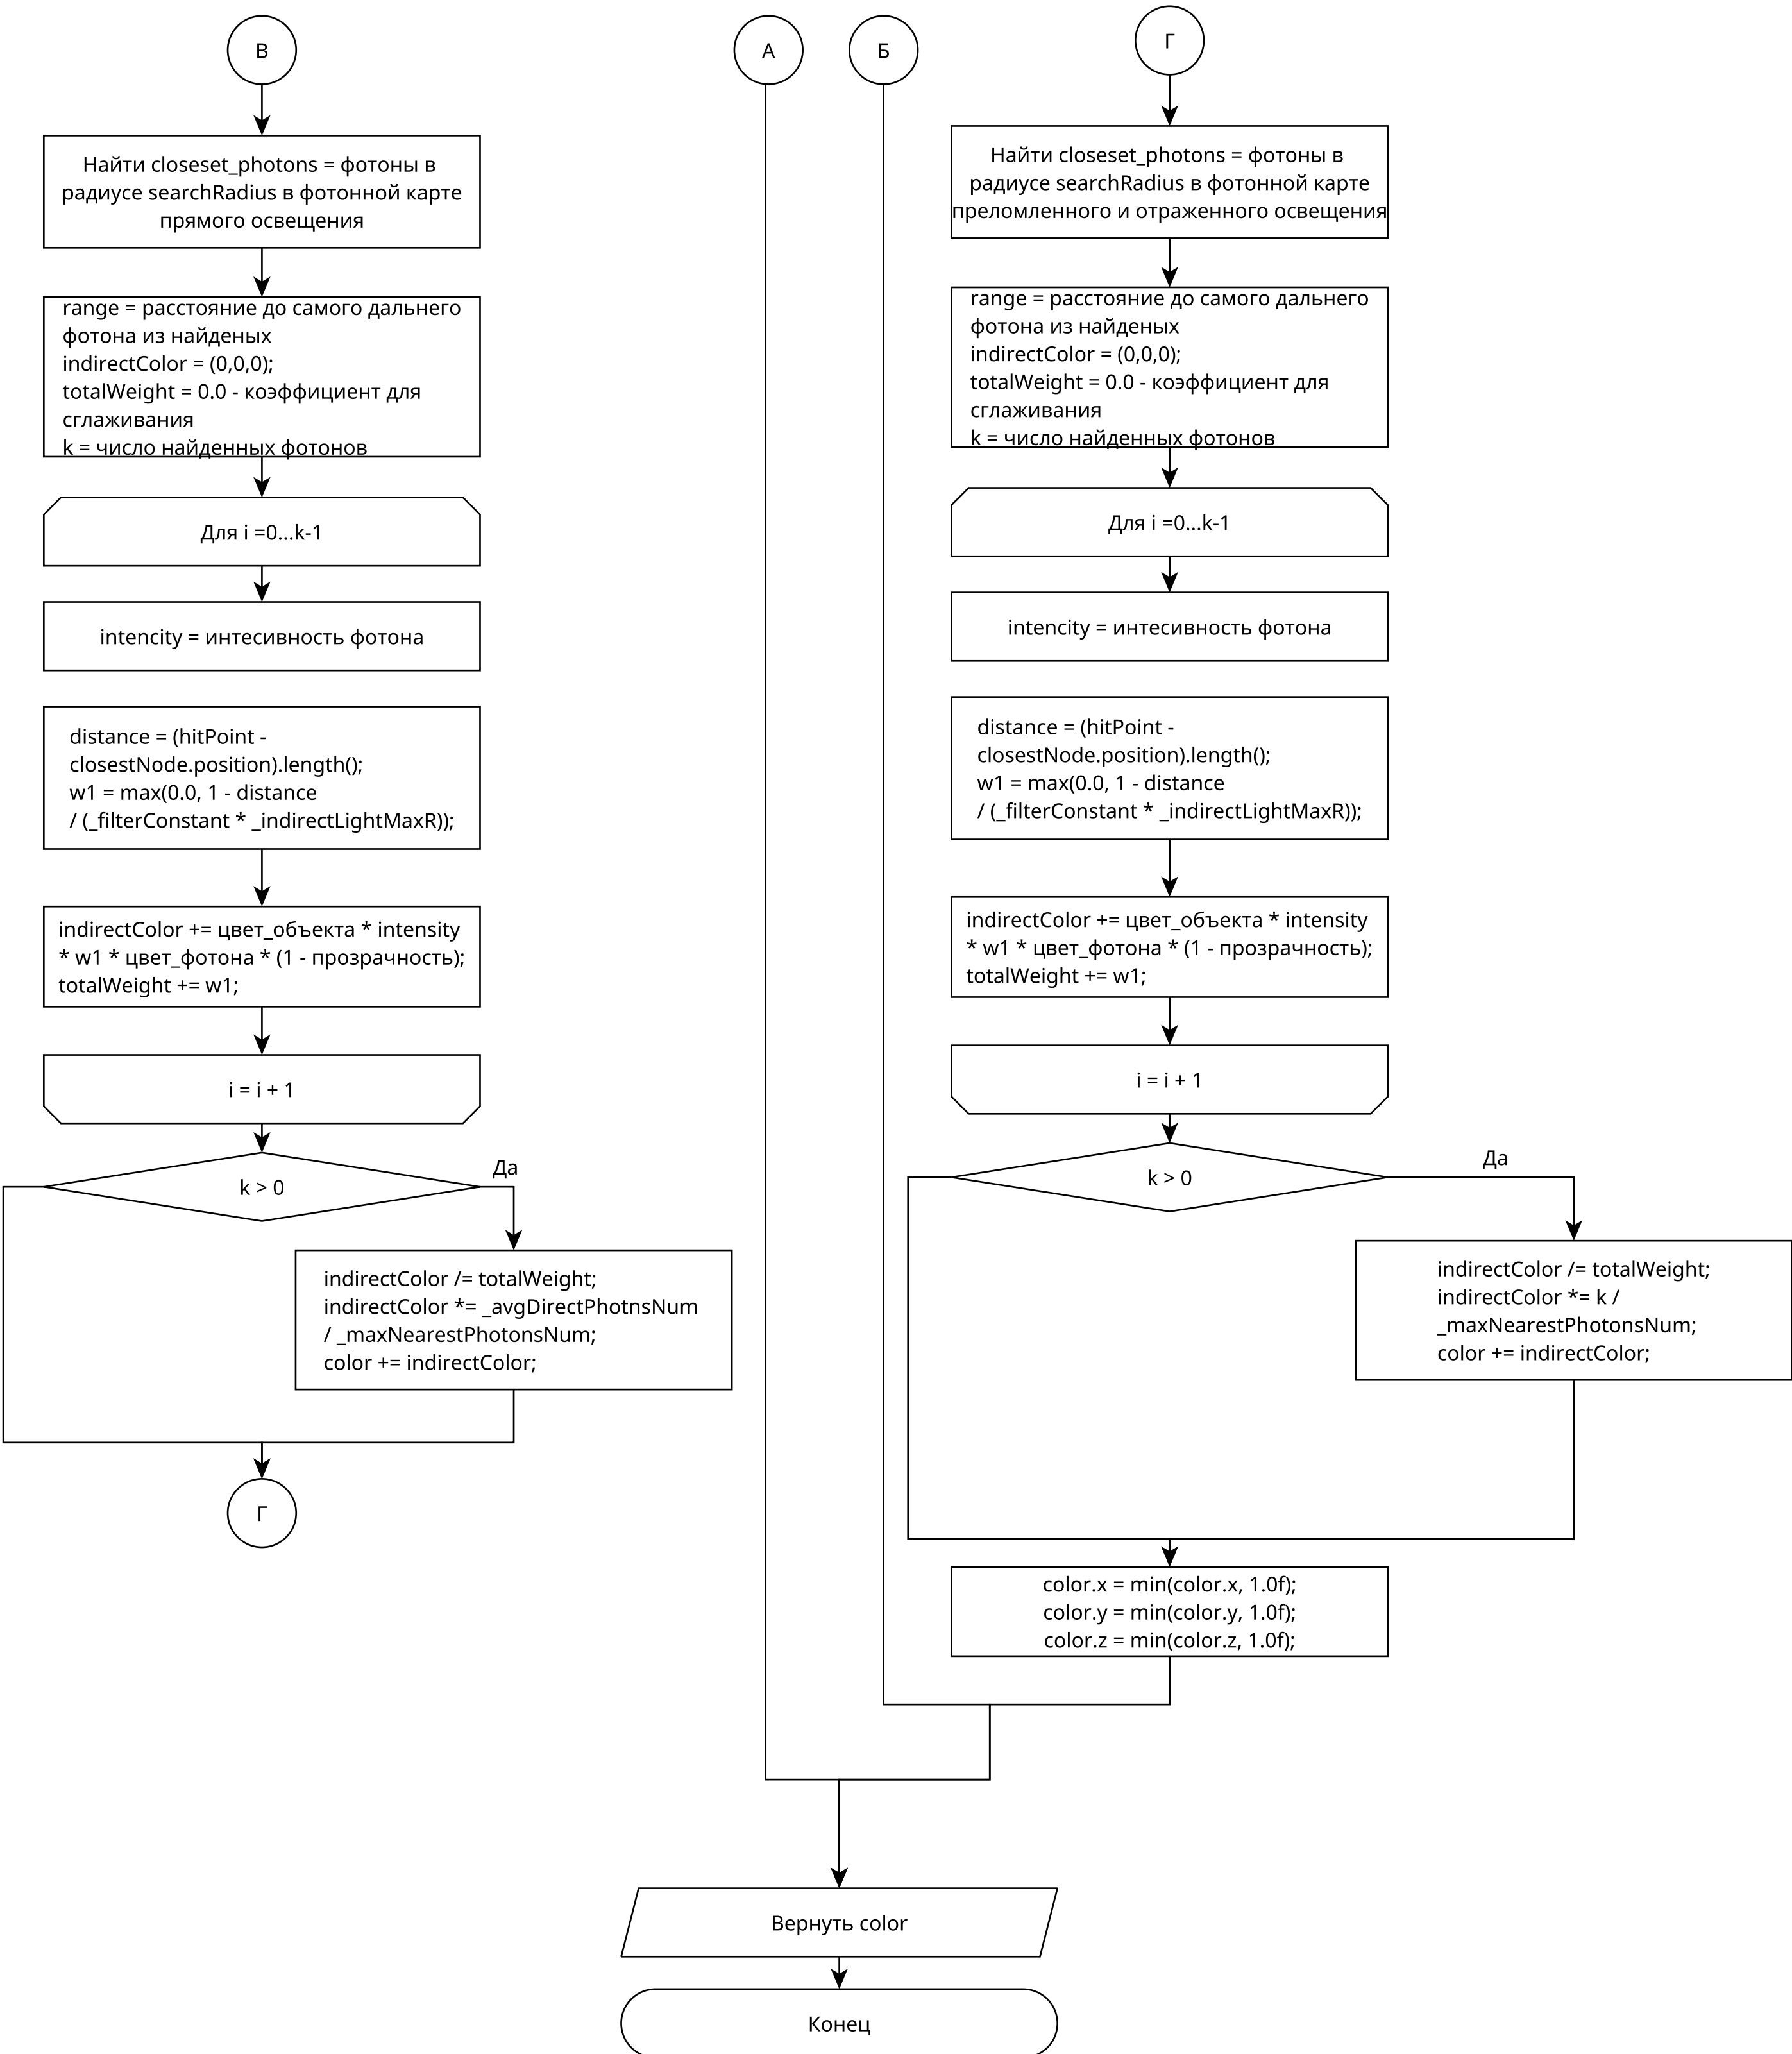 В
Найти closeset_photons = фотоны в
радиусе searchRadius в фотонной карте
прямого освещения
range = расстояние до самого дальнего
фотона из найденых
indirectColor = (0,0,0);
totalWeight = 0.0 - коэффициент для
сглаживания
k = число найденных фотонов
Для i =0...k-1
intencity = интесивность фотона
distance = (hitPoint -
closestNode.position).length();
w1 = max(0.0, 1 - distance
/ (_filterConstant * _indirectLightMaxR));
indirectColor += цвет_объекта * intensity
* w1 * цвет_фотона * (1 - прозрачность);
totalWeight += w1;
i = i + 1
k > 0
Да
indirectColor /= totalWeight;
indirectColor *= _avgDirectPhotnsNum
/ _maxNearestPhotonsNum;
color += indirectColor;
Г
А
Б
Г
Найти closeset_photons = фотоны в
радиусе searchRadius в фотонной карте
преломленного и отраженного освещения
range = расстояние до самого дальнего
фотона из найденых
indirectColor = (0,0,0);
totalWeight = 0.0 - коэффициент для
сглаживания
k = число найденных фотонов
Для i =0...k-1
intencity = интесивность фотона
distance = (hitPoint -
closestNode.position).length();
w1 = max(0.0, 1 - distance
/ (_filterConstant * _indirectLightMaxR));
indirectColor += цвет_объекта * intensity
* w1 * цвет_фотона * (1 - прозрачность);
totalWeight += w1;
i = i + 1
k > 0
Да
indirectColor /= totalWeight;
indirectColor *= k /
_maxNearestPhotonsNum;
color += indirectColor;
color.x = min(color.x, 1.0f);
color.y = min(color.y, 1.0f);
color.z = min(color.z, 1.0f);
Вернуть color
Конец